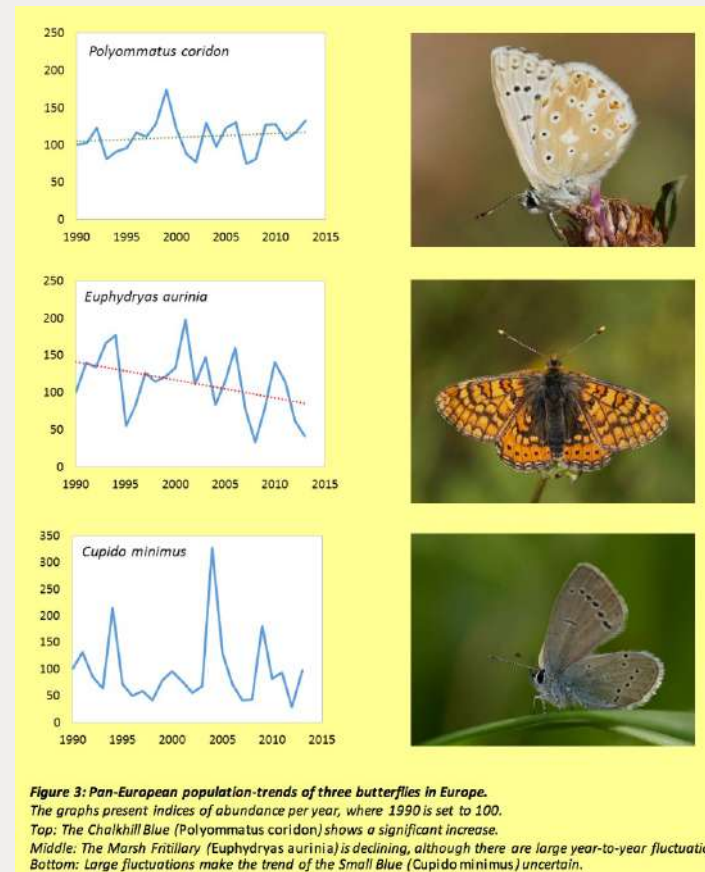 250
Polyommatus coridon
200
150
100
50
0
1990 1995 2000 2005 2010 2015
250
Euphydryas aurinia
200
150
100
50
0
1990 1995 2000 2005 2010 2015
350
Cupido minimus
300
250
200
150
100
50
0
1990 1995 2000 2005 2010 2015
Figure 3: Pan-European population-trends of three butterflies in Europe.
The graphs present indices of abundance per year, where 1990 is set to 100.
Top: The Chalkhill Blue (Polyommatus coridon) shows a significant increase.
Middle: The Marsh Fritillary (Euphydryas aurinia) is declining, although there are large year-to-year fluctuatio
Bottom: Large fluctuations make the trend of the Small Blue (Cupido minimus) uncertain.